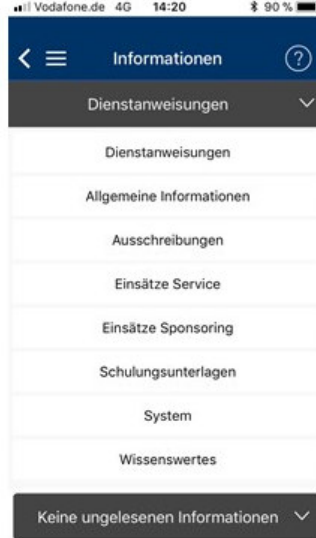 Vodafone.de 4G 14:20 90 %
Informationen ?
Dienstanweisungen
Dienstanweisungen
Allgemeine Informationen
Ausschreibungen
Einsätze Service
Einsätze Sponsoring
Schulungsunterlagen
System
Wissenswertes
Keine ungelesenen Informationen